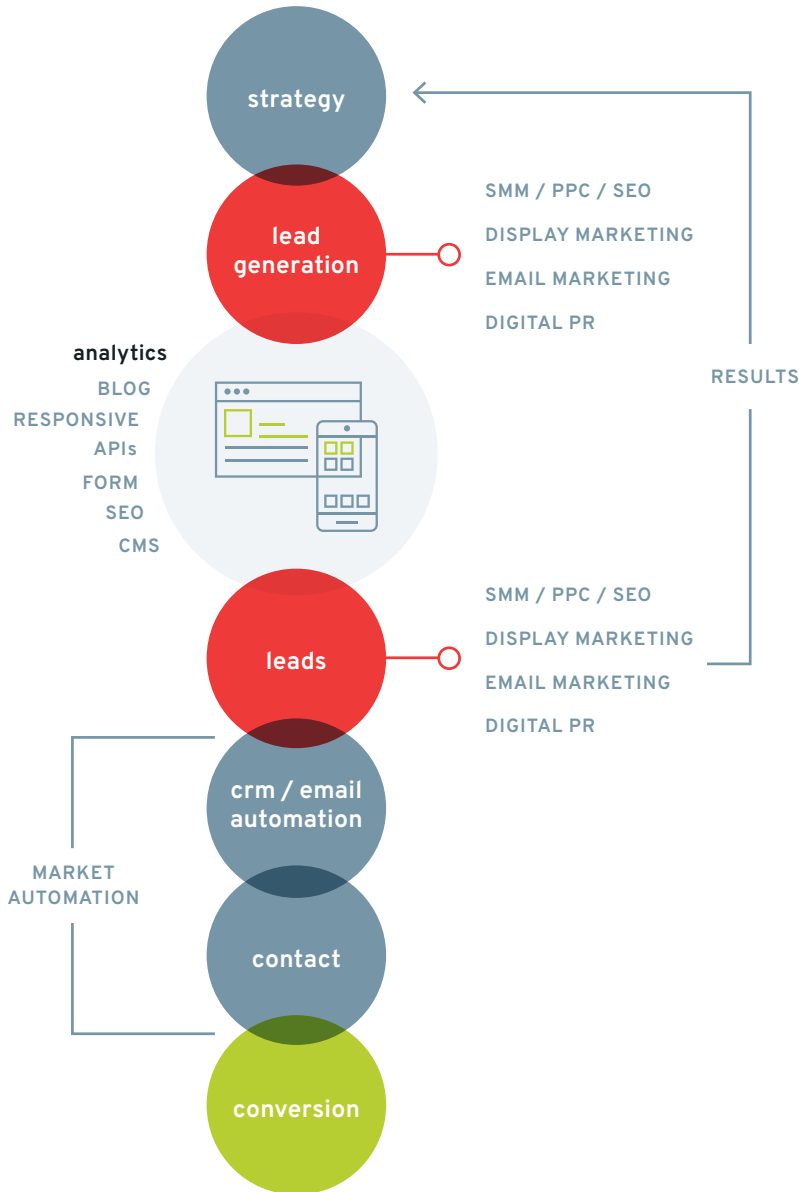 strategy
lead
generation
SMM / PPC / SEO
DISPLAY MARKETING
EMAIL MARKETING
DIGITAL PR
RESULTS
analytics
BLOG
RESPONSIVE
APIs
FORM
SEO
CMS
leads
SMM / PPC / SEO
DISPLAY MARKETING
EMAIL MARKETING
DIGITAL PR
crm / email
automation
MARKET
AUTOMATION
contact
conversion